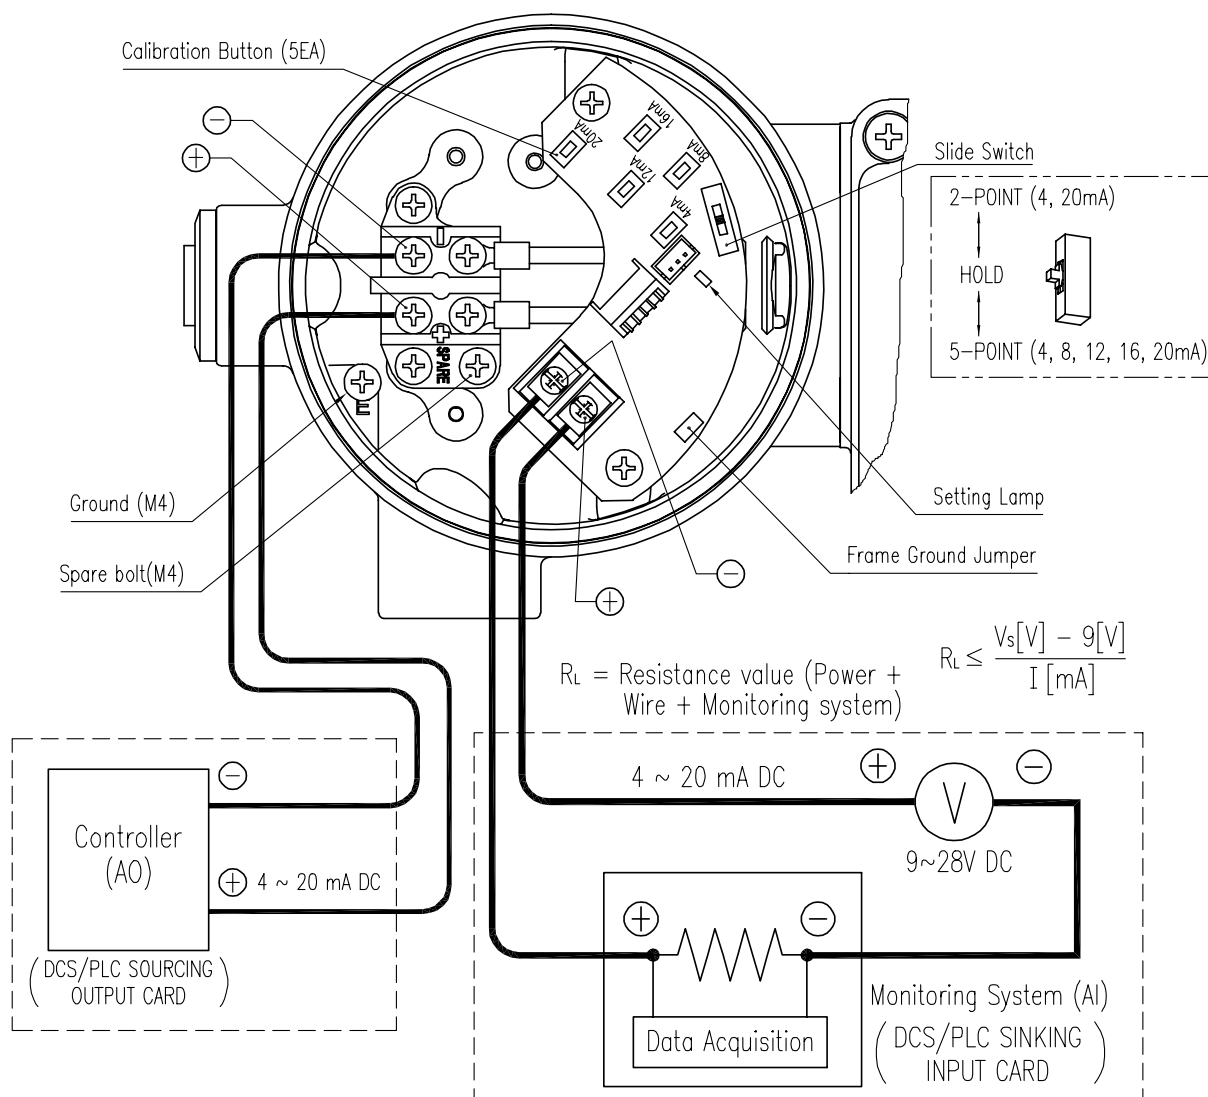 Calibration Button (5EA)
⊖
⊕
20mA
16mA
12mA
8mA
4mA
SPARE
E
Slide Switch
2-POINT (4, 20mA)
HOLD
5-POINT (4, 8, 12, 16, 20mA)
Ground (M4)
Spare bolt(M4)
Setting Lamp
Frame Ground Jumper
⊖
⊕
RL = Resistance value (Power +
Wire + Monitoring system)
RL ≤ Vs[V] - 9[V]
I [mA]
⊖
Controller
(AO)
⊕ 4 ~ 20 mA DC
(DCS/PLC SOURCING
OUTPUT CARD)
4 ~ 20 mA DC
⊕ V ⊖
9~28V DC
⊕ ⊖
Data Acquisition
Monitoring System (AI)
(DCS/PLC SINKING
INPUT CARD)